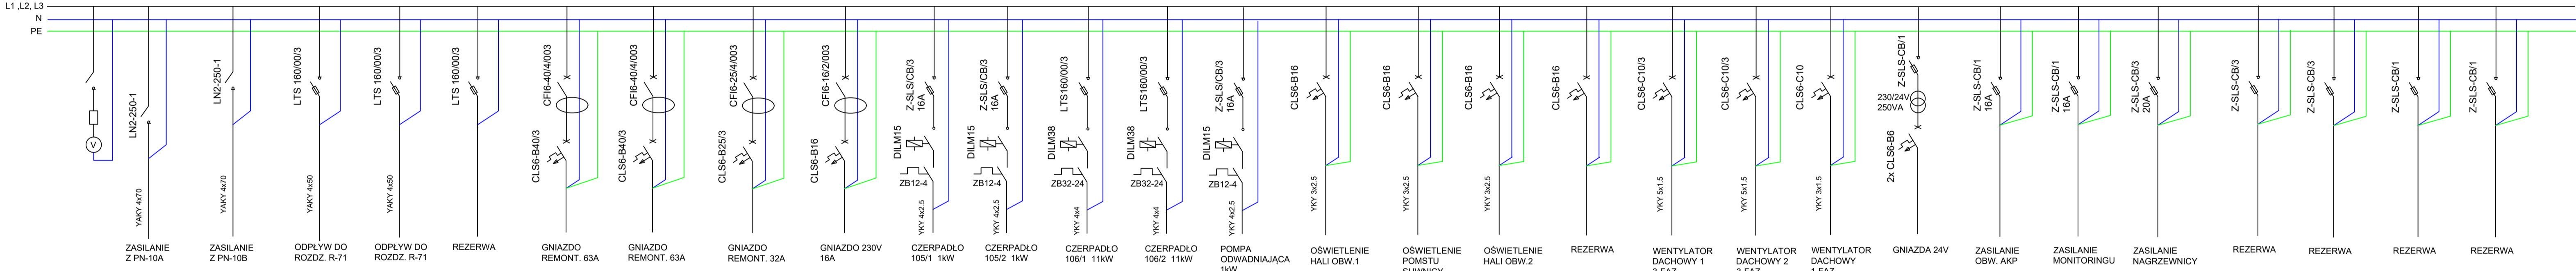 L1 ,L2, L3
N
PE
V
LN2-250-1
YAKY 4x70
ZASILANIE
Z PN-10A
LN2-250-1
YAKY 4x70
ZASILANIE
Z PN-10B
LTS 160/00/3
YAKY 4x50
ODPŁYW DO
ROZDZ. R-71
LTS 160/00/3
YAKY 4x50
ODPŁYW DO
ROZDZ. R-71
LTS 160/00/3
REZERWA
CFI6-40/4/003
CLS6-B40/3
GNIAZDO
REMONT. 63A
CFI6-40/4/003
CLS6-B40/3
GNIAZDO
REMONT. 63A
CFI6-25/4/003
CLS6-B25/3
GNIAZDO
REMONT. 32A
CFI6-16/2/003
CLS6-B16
GNIAZDO 230V
16A
Z-SLS/CB/3
16A
DILM15
ZB12-4
YKY 4x2.5
CZERPADŁO
105/1 1kW
Z-SLS/CB/3
16A
DILM15
ZB12-4
YKY 4x2.5
CZERPADŁO
105/2 1kW
LTS160/00/3
DILM38
ZB32-24
YKY 4x4
CZERPADŁO
106/1 11kW
LTS160/00/3
DILM38
ZB32-24
YKY 4x4
CZERPADŁO
106/2 11kW
Z-SLS/CB/3
16A
DILM15
ZB12-4
YKY 4x2.5
POMPA
ODWADNIAJĄCA
1kW
CLS6-B16
YKY 3x2.5
OŚWIETLENIE
HALI OBW.1
CLS6-B16
YKY 3x2.5
OŚWIETLENIE
POMSTU
SUWNICY
CLS6-B16
YKY 3x2.5
OŚWIETLENIE
HALI OBW.2
CLS6-B16
REZERWA
CLS6-C10/3
YKY 5x1.5
WENTYLATOR
DACHOWY 1
3-FAZ
CLS6-C10/3
YKY 5x1.5
WENTYLATOR
DACHOWY 2
3-FAZ
CLS6-C10
YKY 3x1.5
WENTYLATOR
DACHOWY
1-FAZ
Z-SLS-CB/1
230/24V
250VA
2x CLS6-B6
GNIAZDA 24V
Z-SLS-CB/1
16A
ZASILANIE
OBW. AKP
Z-SLS-CB/1
16A
ZASILANIE
MONITORINGU
Z-SLS-CB/3
20A
ZASILANIE
NAGRZEWNICY
Z-SLS-CB/3
REZERWA
Z-SLS-CB/3
REZERWA
Z-SLS-CB/1
REZERWA
Z-SLS-CB/1
REZERWA